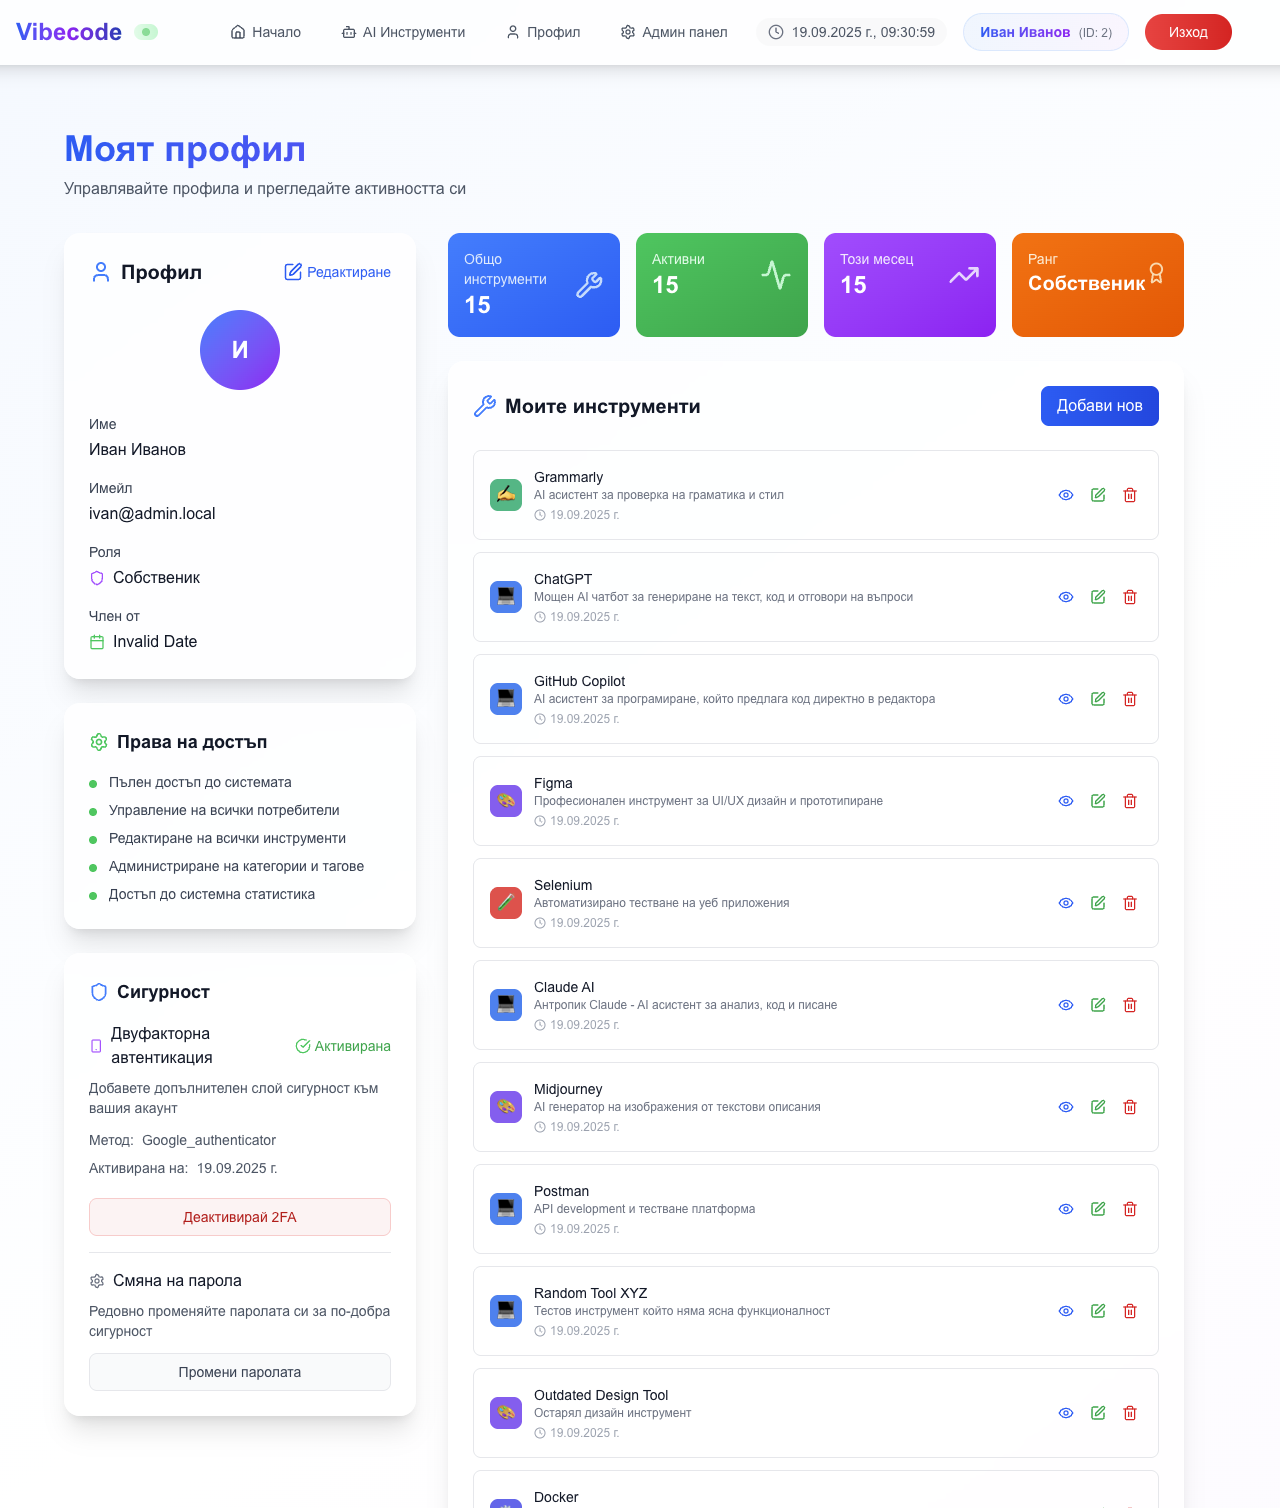 Vibecode
Начало
AI Инструменти
Профил
Админ панел
19.09.2025 г., 09:30:59
Иван Иванов (ID: 2)
Изход
Моят профил
Управлявайте профила и прегледайте активността си
Профил
Редактиране
И
Име
Иван Иванов
Имейл
ivan@admin.local
Роля
Собственик
Член от
Invalid Date
Права на достъп
Пълен достъп до системата
Управление на всички потребители
Редактиране на всички инструменти
Администриране на категории и тагове
Достъп до системна статистика
Сигурност
Двуфакторна
автентикация
Активирана
Добавете допълнителен слой сигурност към
вашия акаунт
Метод: Google_authenticator
Активирана на: 19.09.2025 г.
Деактивирай 2FA
Смяна на парола
Редовно променяйте паролата си за по-добра
сигурност
Промени паролата
Общо
инструменти
15
Активни
15
Този месец
15
Ранг
Собственик
Моите инструменти
Добави нов
Grammarly
AI асистент за проверка на граматика и стил
19.09.2025 г.
ChatGPT
Мощен AI чатбот за генериране на текст, код и отговори на въпроси
19.09.2025 г.
GitHub Copilot
AI асистент за програмиране, който предлага код директно в редактора
19.09.2025 г.
Figma
Професионален инструмент за UI/UX дизайн и прототипиране
19.09.2025 г.
Selenium
Автоматизирано тестване на уеб приложения
19.09.2025 г.
Claude AI
Антропик Claude - AI асистент за анализ, код и писане
19.09.2025 г.
Midjourney
AI генератор на изображения от текстови описания
19.09.2025 г.
Postman
API development и тестване платформа
19.09.2025 г.
Random Tool XYZ
Тестов инструмент който няма ясна функционалност
19.09.2025 г.
Outdated Design Tool
Остарял дизайн инструмент
19.09.2025 г.
Docker